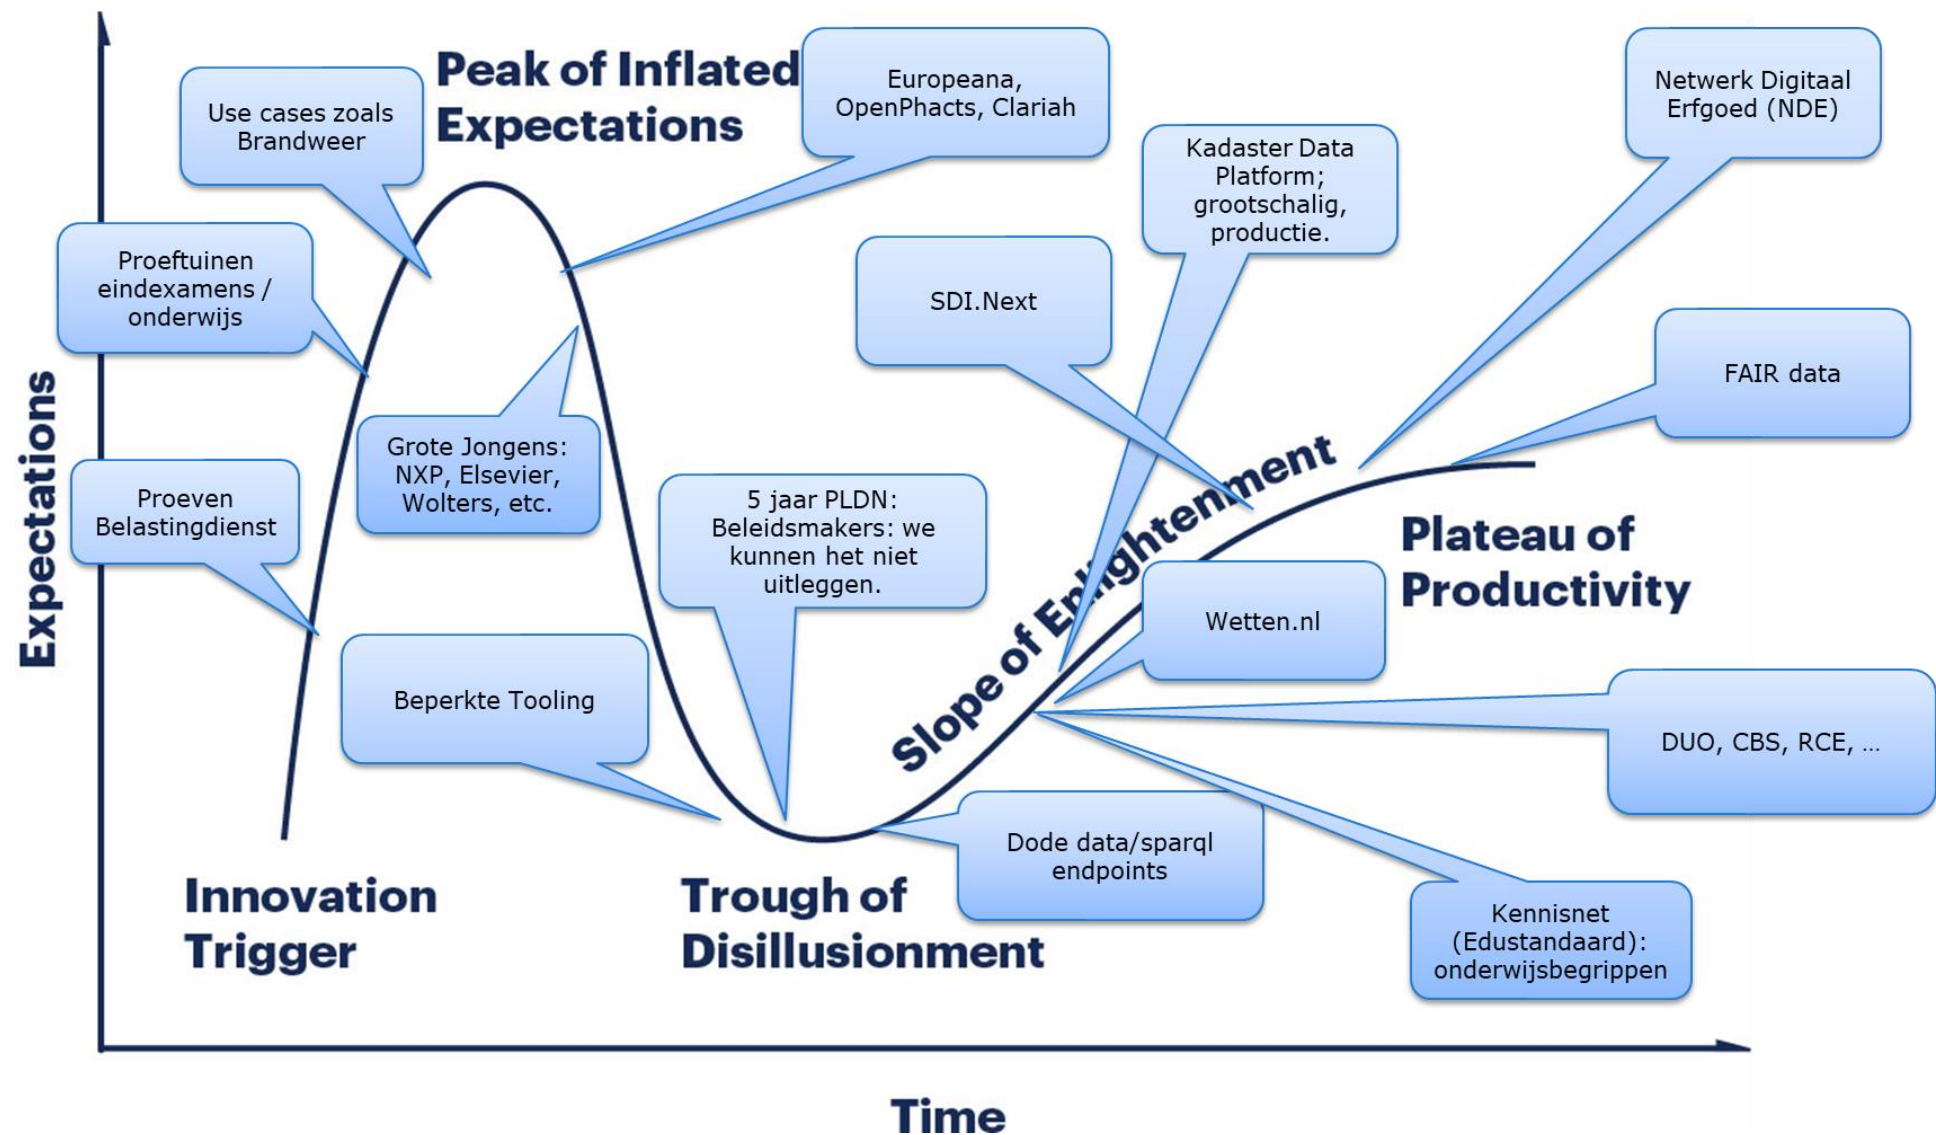 Peak of Inflated
Expectations
Use cases zoals
Brandweer
Europeana,
OpenPhacts, Clariah
Netwerk Digitaal
Erfgoed (NDE)
Kadaster Data
Platform;
grootschalig,
productie.
Proeftuinen
eindexamens /
onderwijs
SDI.Next
FAIR data
Expectations
Grote Jongens:
NXP, Elsevier,
Wolters, etc.
Proeven
Belastingdienst
5 jaar PLDN:
Beleidsmakers: we
kunnen het niet
uitleggen.
Slope of Enlightenment
Plateau of
Productivity
Wetten.nl
Beperkte Tooling
DUO, CBS, RCE, ...
Dode data/sparql
endpoints
Innovation
Trigger
Trough of
Disillusionment
Kennisnet
(Edustandaard):
onderwijsbegrippen
Time